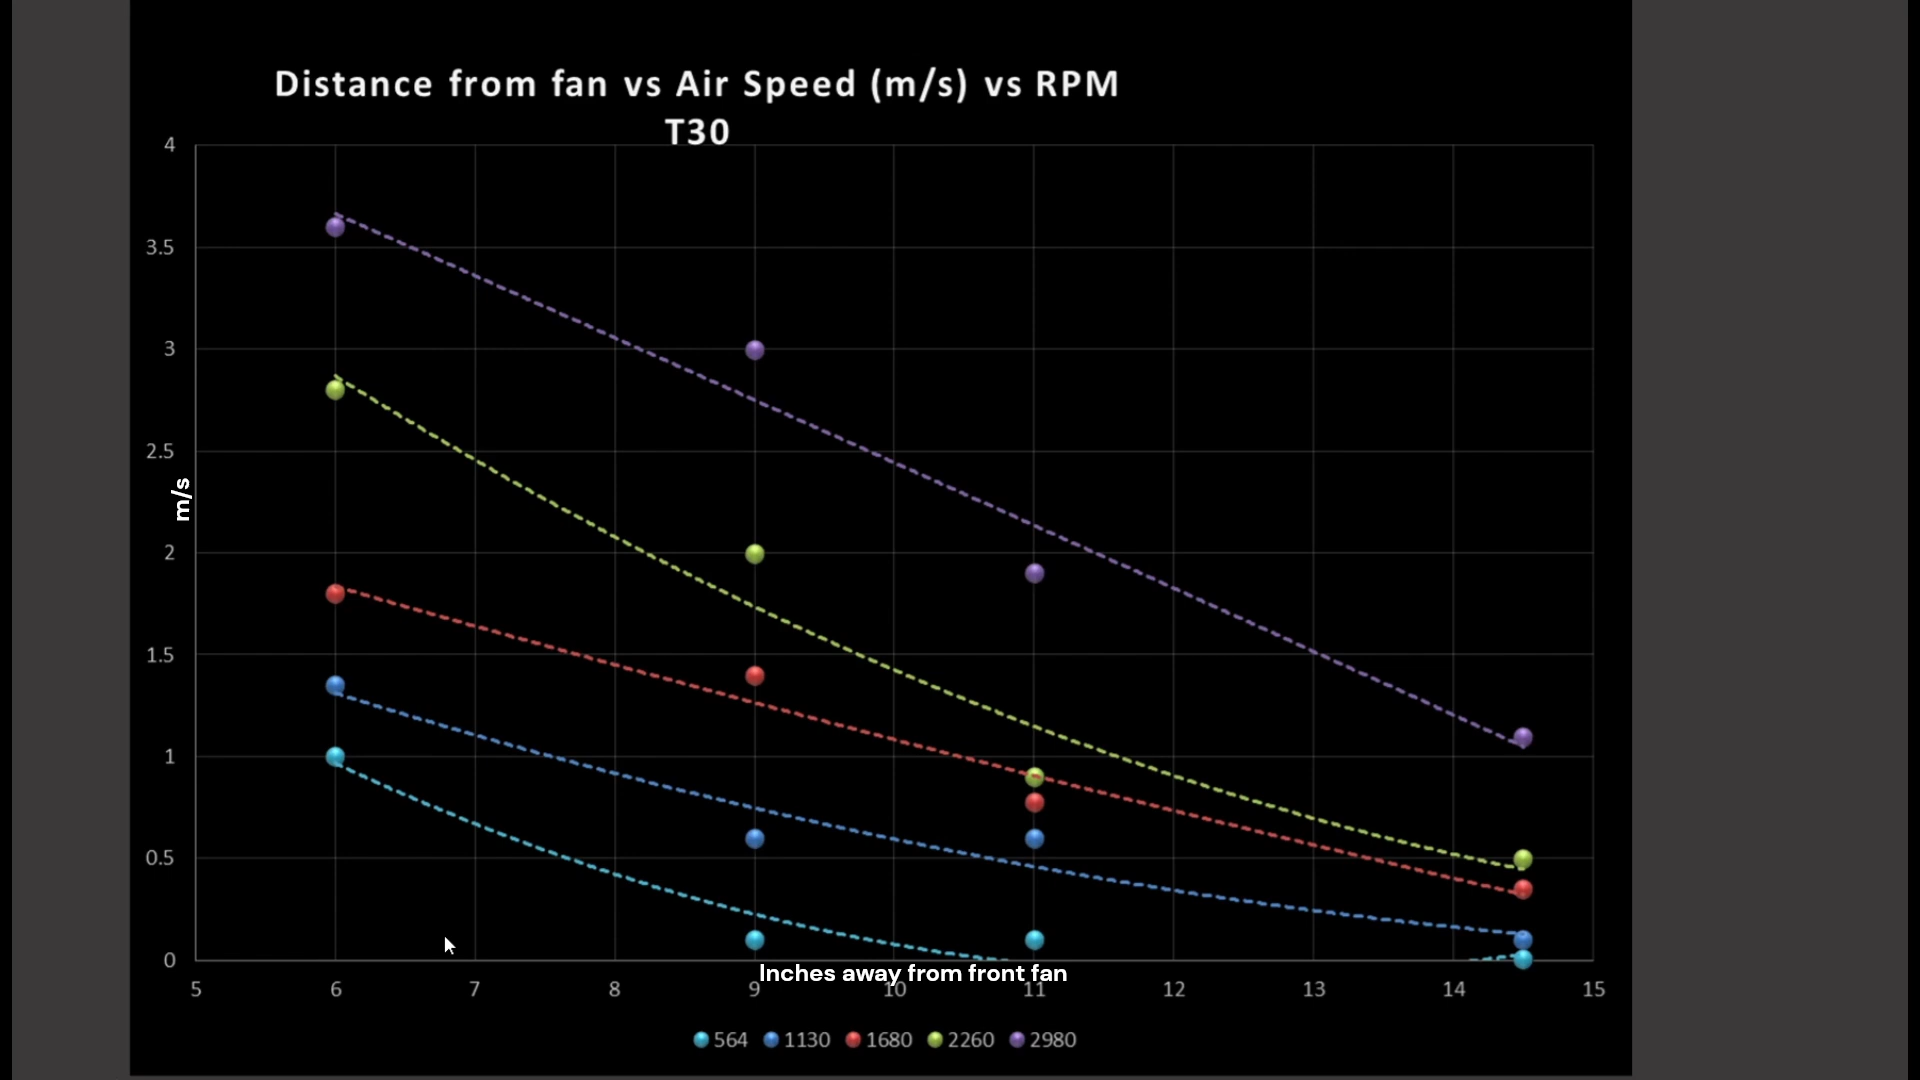 Distance from fan vs Air Speed (m/s) vs RPM
T30
4
3.5
3
2.5
m/s
2
1.5
1
0.5
0
Inches away from front fan
5 6 7 8 9 10 11 12 13 14 15
564 1130 1680 2260 2980